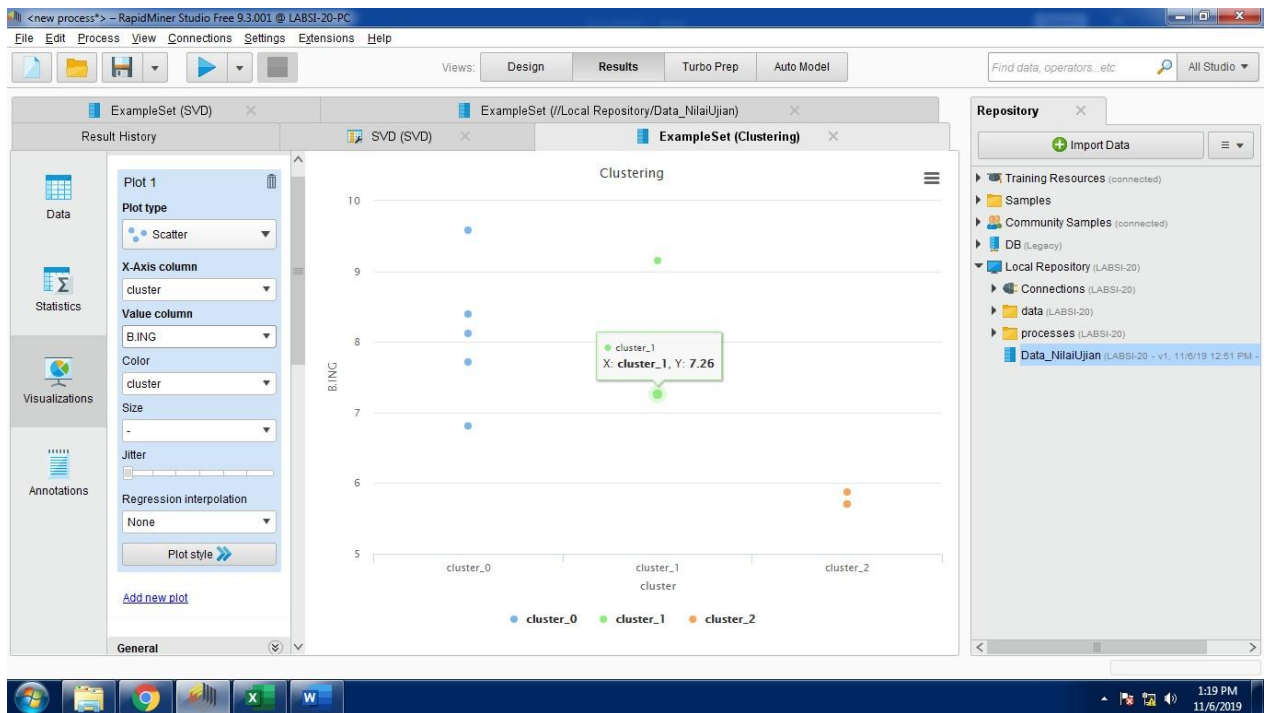 <new process*> – RapidMiner Studio Free 9.3.001 @ LABSI-20-PC
File Edit Process View Connections Settings Extensions Help
Views: Design Results Turbo Prep Auto Model
Find data, operators...etc All Studio
ExampleSet (SVD) ExampleSet (//Local Repository/Data_NilaiUjian)
Result History SVD (SVD) ExampleSet (Clustering)
Data
Statistics
Visualizations
Annotations
Plot 1
Plot type
Scatter
X-Axis column
cluster
Value column
B.ING
Color
cluster
Size
-
Jitter
Regression interpolation
None
Plot style
Add new plot
General
Clustering
10
9
8
7
6
5
B.ING
cluster_1
X: cluster_1, Y: 7.26
cluster_0 cluster_1 cluster_2
cluster
cluster_0 cluster_1 cluster_2
Repository
Import Data
Training Resources (connected)
Samples
Community Samples (connected)
DB (Legacy)
Local Repository (LABSI-20)
Connections (LABSI-20)
data (LABSI-20)
processes (LABSI-20)
Data_NilaiUjian (LABSI-20 - v1, 11/6/19 12:51 PM -
1:19 PM
11/6/2019